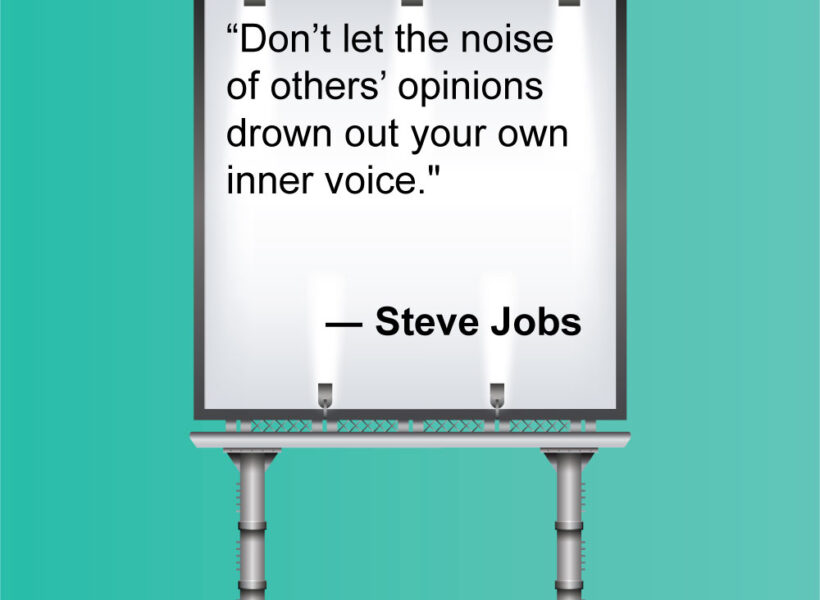 “Don’t let the noise
of others’ opinions
drown out your own
inner voice."
— Steve Jobs